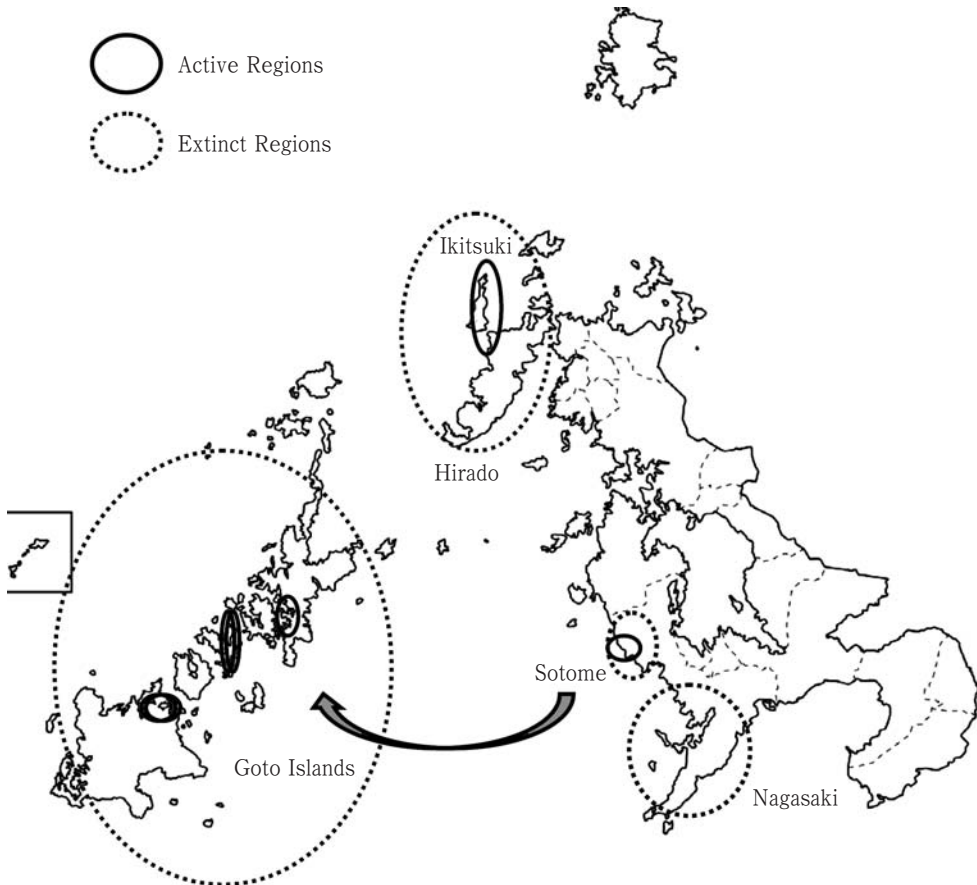 Active Regions
Extinct Regions
Ikitsuki
Hirado
Sotome
Goto Islands
Nagasaki